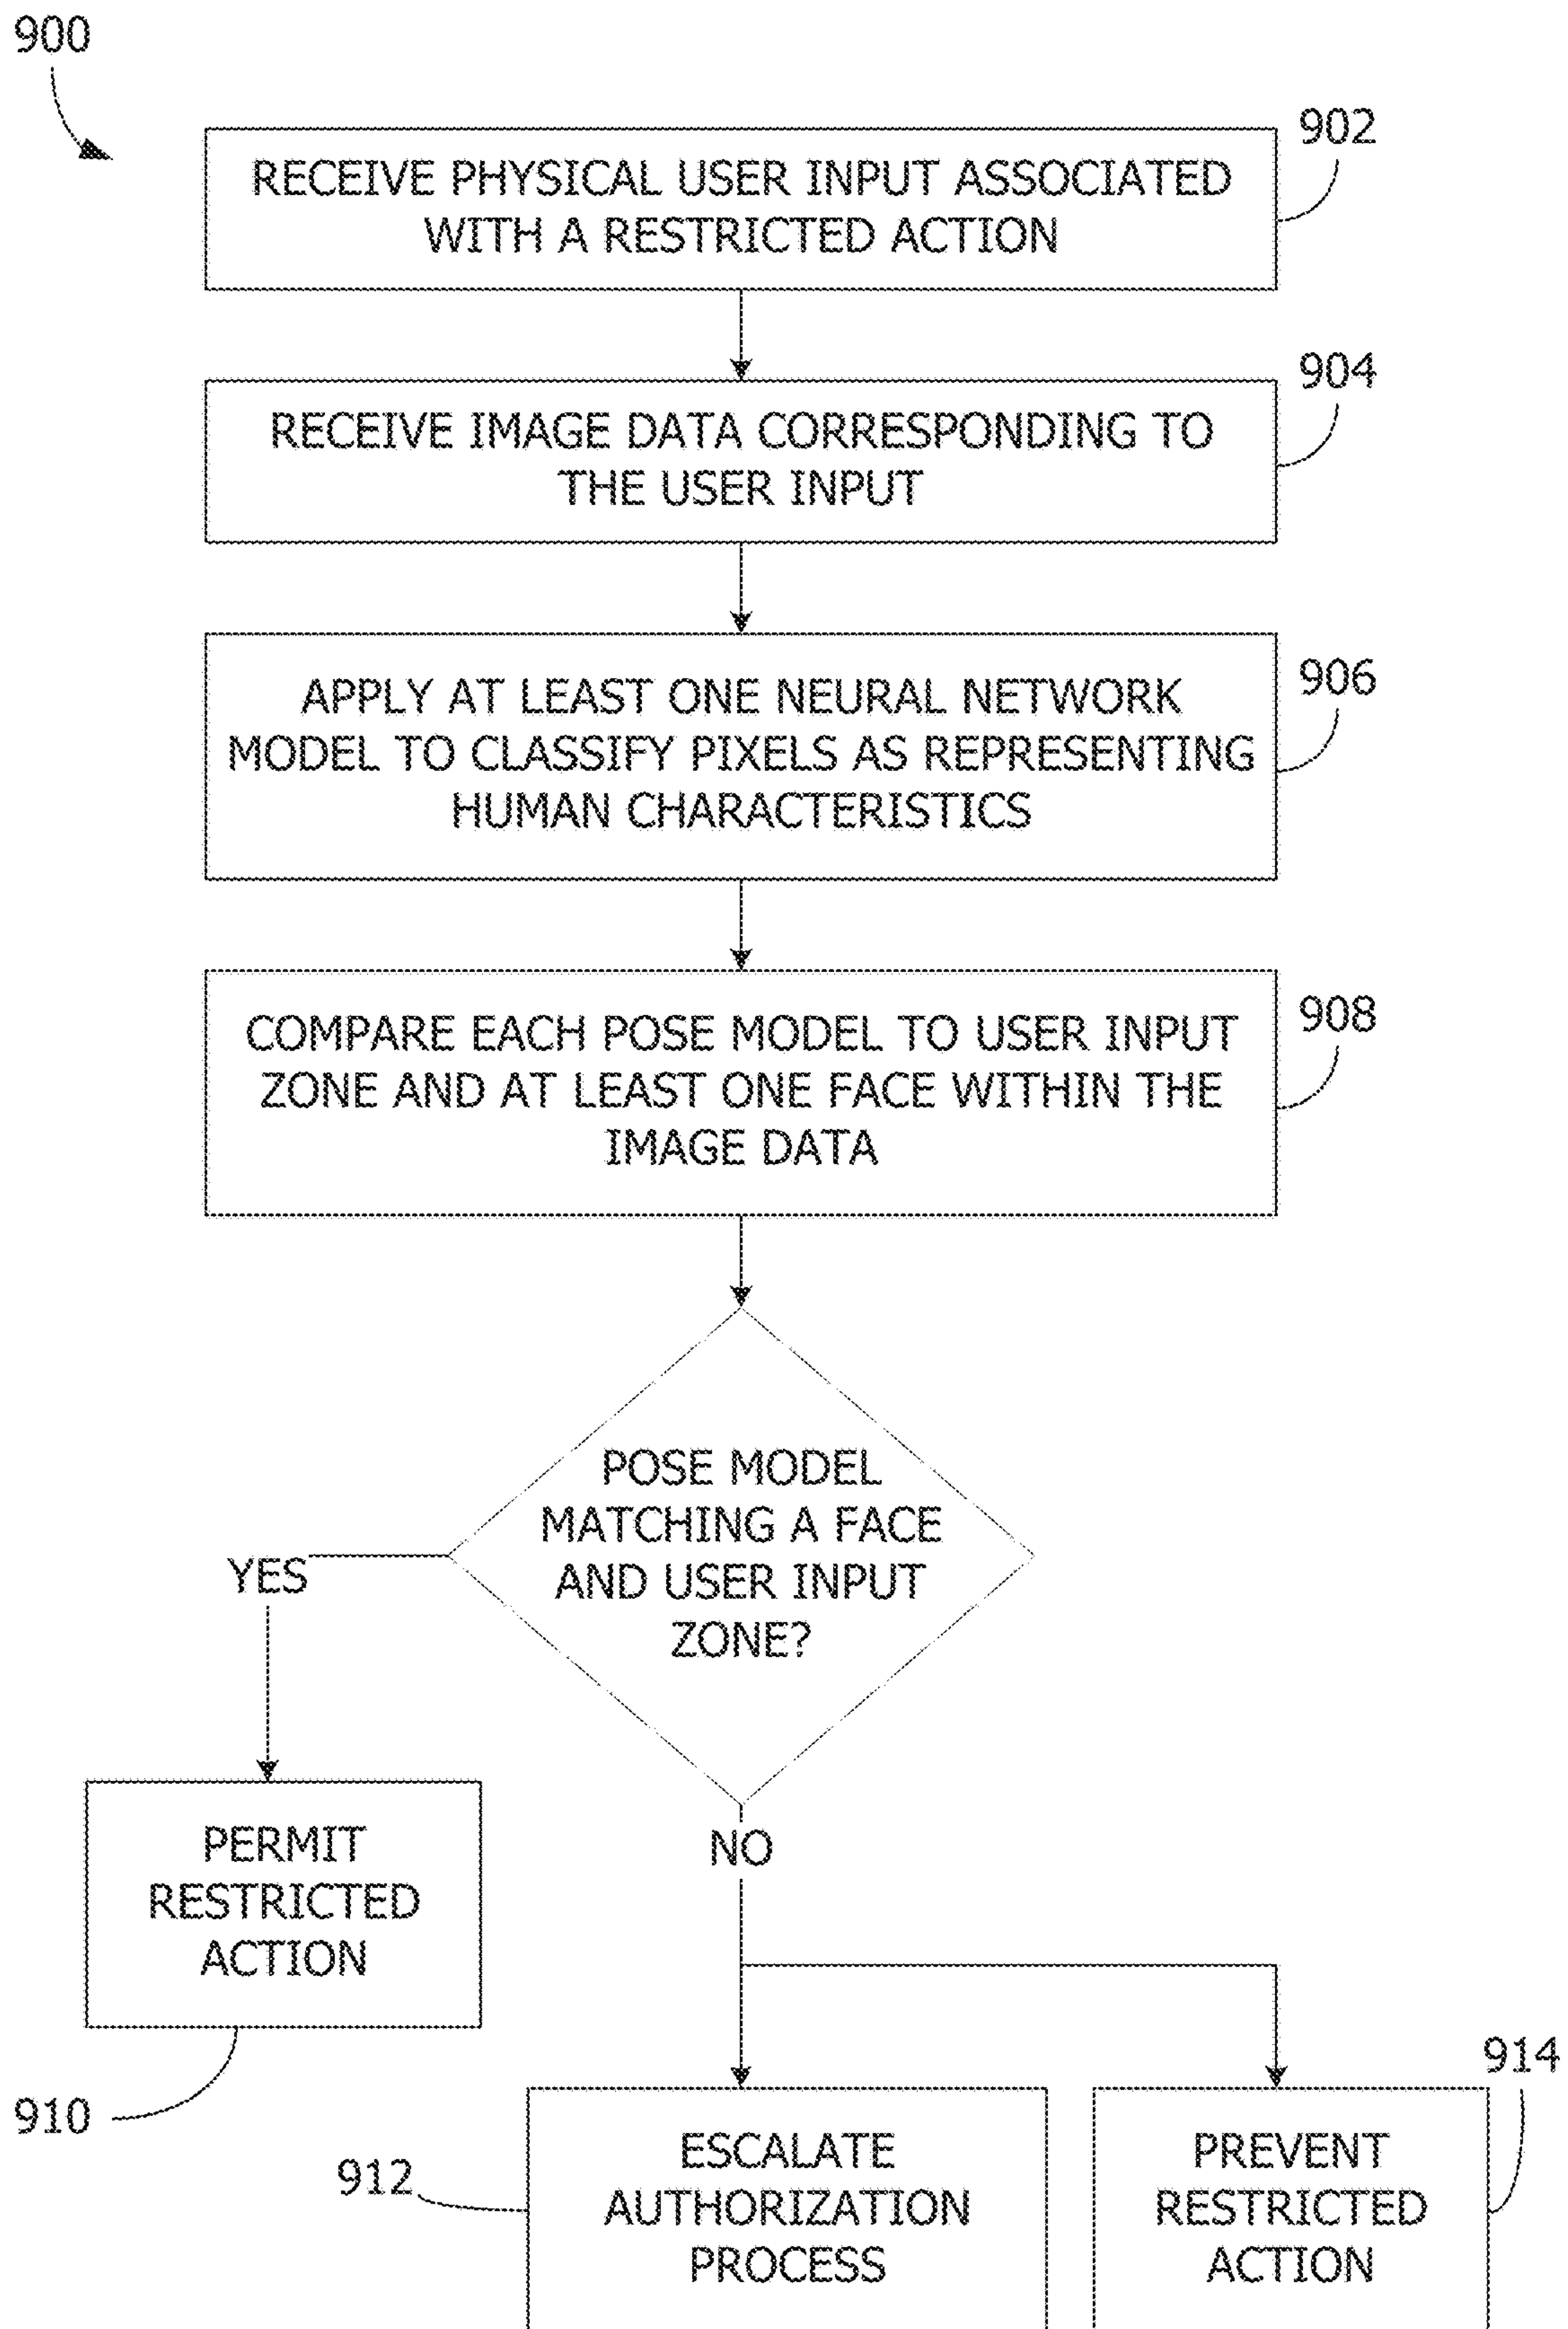 900
902
RECEIVE PHYSICAL USER INPUT ASSOCIATED
WITH A RESTRICTED ACTION
904
RECEIVE IMAGE DATA CORRESPONDING TO
THE USER INPUT
906
APPLY AT LEAST ONE NEURAL NETWORK
MODEL TO CLASSIFY PIXELS AS REPRESENTING
HUMAN CHARACTERISTICS
908
COMPARE EACH POSE MODEL TO USER INPUT
ZONE AND AT LEAST ONE FACE WITHIN THE
IMAGE DATA
POSE MODEL
MATCHING A FACE
AND USER INPUT
ZONE?
YES
NO
PERMIT
RESTRICTED
ACTION
910
912
ESCALATE
AUTHORIZATION
PROCESS
914
PREVENT
RESTRICTED
ACTION